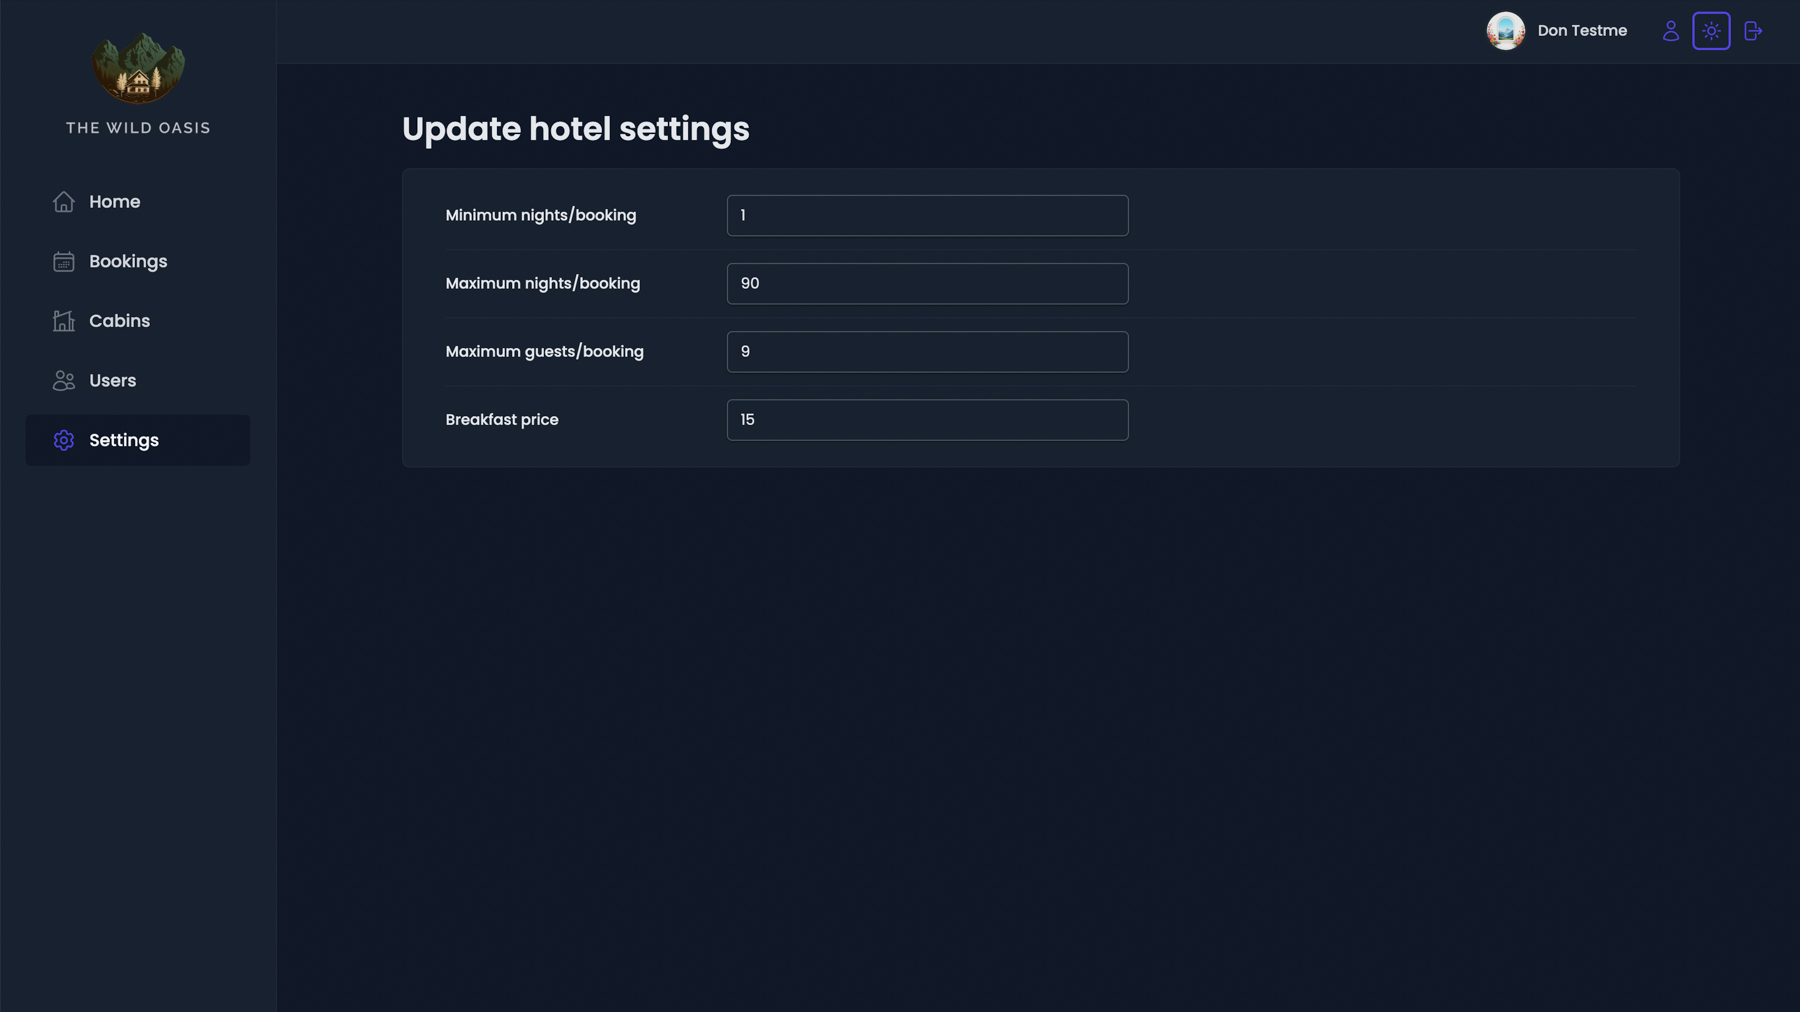 THE WILD OASIS
Home
Bookings
Cabins
Users
Settings
Don Testme
Update hotel settings
Minimum nights/booking
1
Maximum nights/booking
90
Maximum guests/booking
9
Breakfast price
15